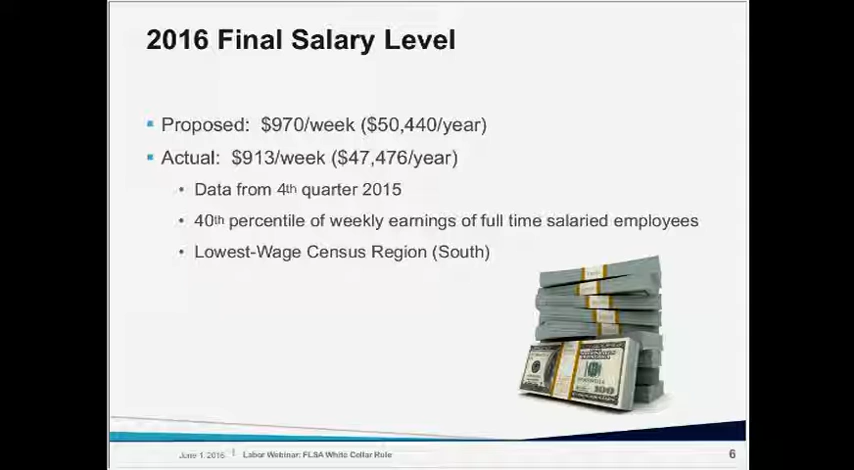 2016 Final Salary Level
Proposed: $970/week ($50,440/year)
Actual: $913/week ($47,476/year)
Data from 4th quarter 2015
40th percentile of weekly earnings of full time salaried employees
Lowest-Wage Census Region (South)
100
June 1, 2016 | Labor Webinar: FLSA White Collar Rule
6